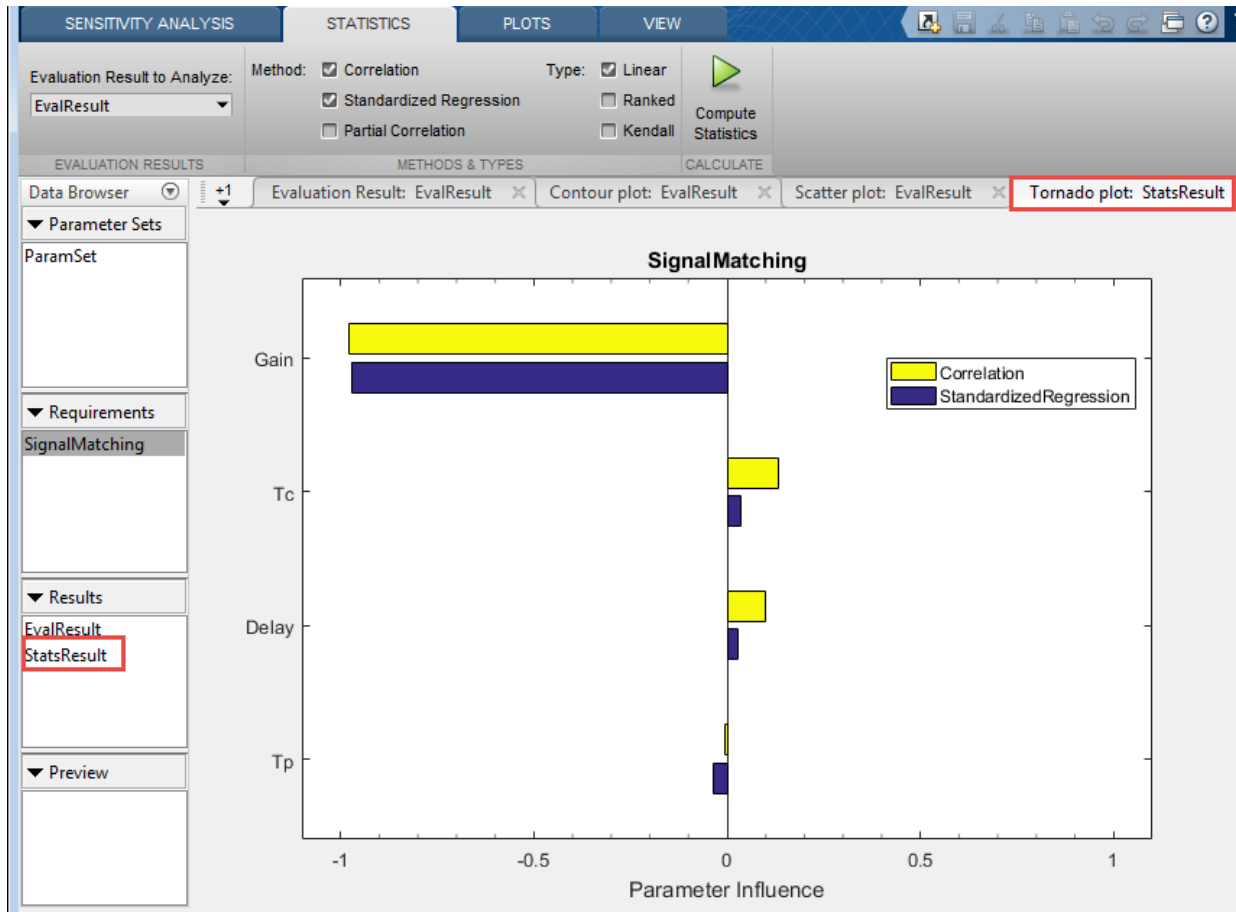 SENSITIVITY ANALYSIS STATISTICS PLOTS VIEW
Evaluation Result to Analyze:
EvalResult
Method: Correlation
Standardized Regression
Partial Correlation
Type: Linear
Ranked
Kendall
Compute
Statistics
EVALUATION RESULTS METHODS & TYPES CALCULATE
Data Browser
+1
Evaluation Result: EvalResult Contour plot: EvalResult Scatter plot: EvalResult Tornado plot: StatsResult
Parameter Sets
ParamSet
Requirements
SignalMatching
Results
EvalResult
StatsResult
Preview
SignalMatching
Gain
Tc
Delay
Tp
Correlation
StandardizedRegression
-1 -0.5 0 0.5 1
Parameter Influence